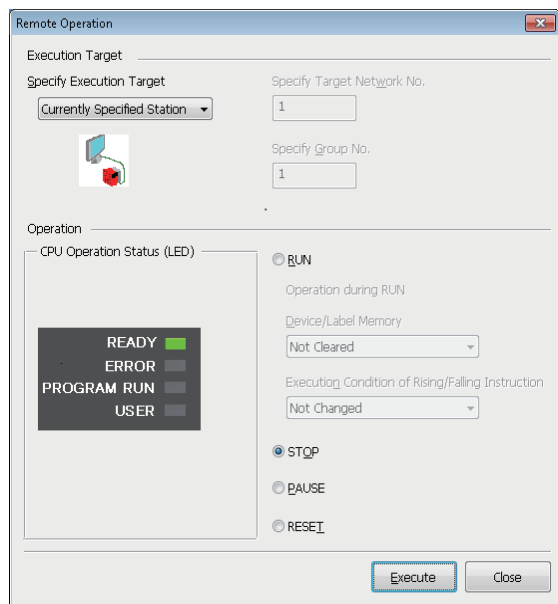 Remote Operation
Execution Target
Specify Execution Target
Currently Specified Station
Specify Target Network No.
1
Specify Group No.
1
Operation
CPU Operation Status (LED)
READY
ERROR
PROGRAM RUN
USER
RUN
Operation during RUN
Device/Label Memory
Not Cleared
Execution Condition of Rising/Falling Instruction
Not Changed
STOP
PAUSE
RESET
Execute
Close